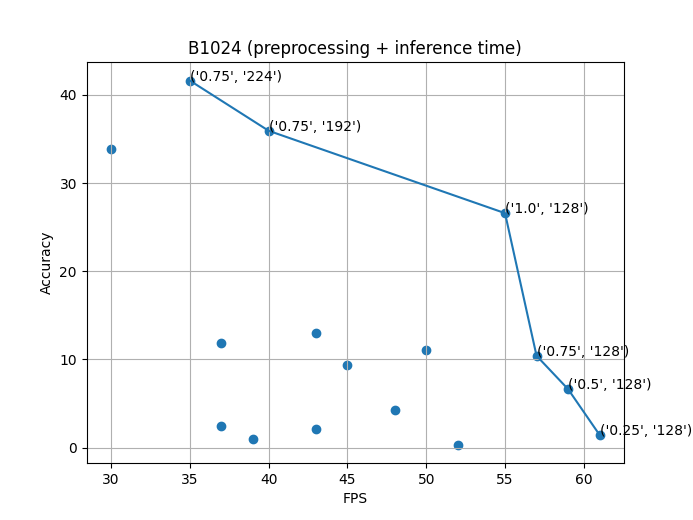 B1024 (preprocessing + inference time)
Accuracy
40
30
20
10
0
('0.75', '224')
('0.75', '192')
('1.0', '128')
('0.75', '128')
('0.5', '128')
('0.25', '128')
30 35 40 45 50 55 60
FPS